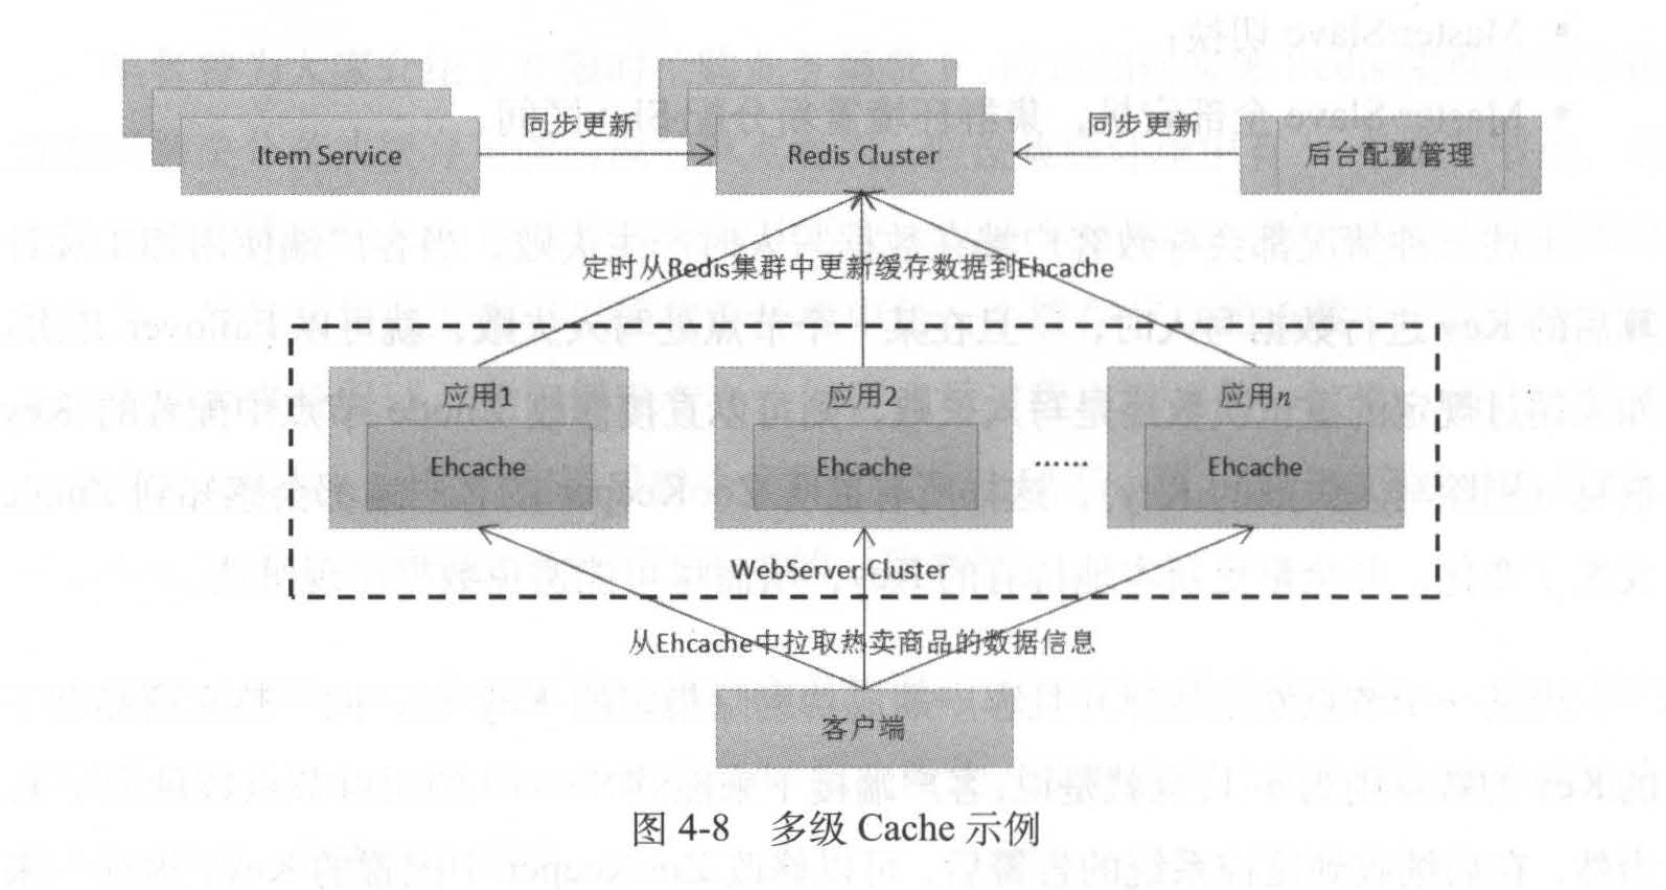 同步更新
同步更新
Item Service
Redis Cluster
后台配置管理
定时从Redis集群中更新缓存数据到Ehcache
应用1
应用2
应用n
Ehcache
Ehcache
······
Ehcache
WebServer Cluster
从Ehcache中拉取热卖商品的数据信息
客户端
图 4-8 多级 Cache 示例